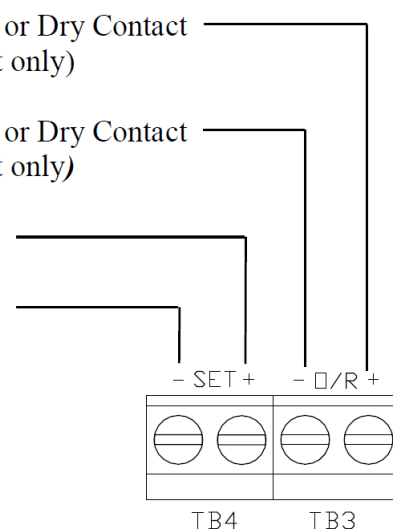 or Dry Contact
t only)
or Dry Contact
t only)
- SET + - O/R +
TB4 TB3